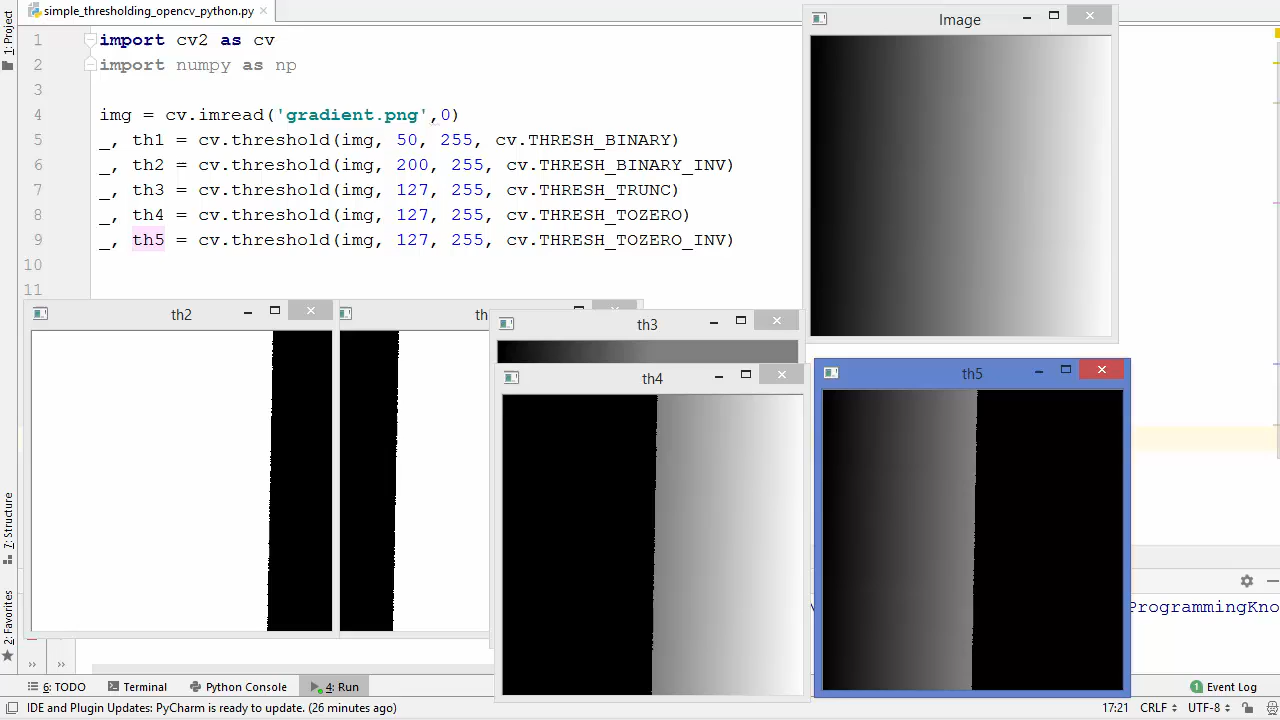 simple_thresholding_opencv_python.py
1: Project
1 import cv2 as cv
2 import numpy as np
3
4 img = cv.imread('gradient.png',0)
5 _, th1 = cv.threshold(img, 50, 255, cv.THRESH_BINARY)
6 _, th2 = cv.threshold(img, 200, 255, cv.THRESH_BINARY_INV)
7 _, th3 = cv.threshold(img, 127, 255, cv.THRESH_TRUNC)
8 _, th4 = cv.threshold(img, 127, 255, cv.THRESH_TOZERO)
9 _, th5 = cv.threshold(img, 127, 255, cv.THRESH_TOZERO_INV)
10
11
Image
th2
th3
th4
th5
7: Structure
2: Favorites
ProgrammingKno
6: TODO
Terminal
Python Console
4: Run
1 Event Log
IDE and Plugin Updates: PyCharm is ready to update. (26 minutes ago)
17:21 CRLF UTF-8